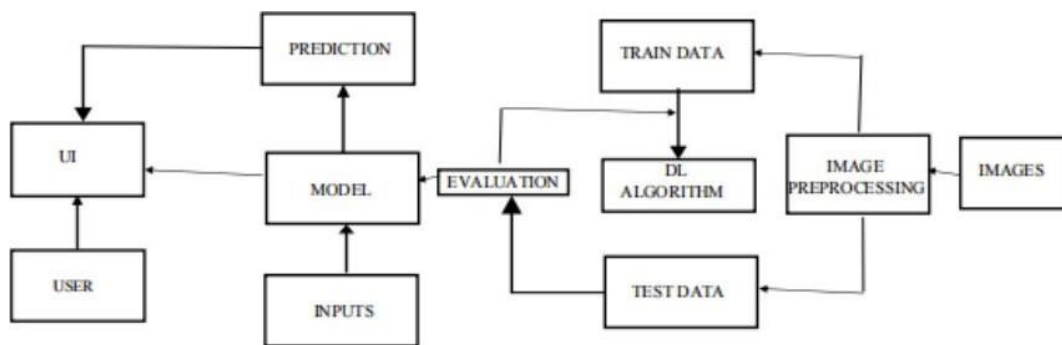 PREDICTION
TRAIN DATA
UI
MODEL
EVALUATION
DL
ALGORITHM
IMAGE
PREPROCESSING
IMAGES
USER
INPUTS
TEST DATA